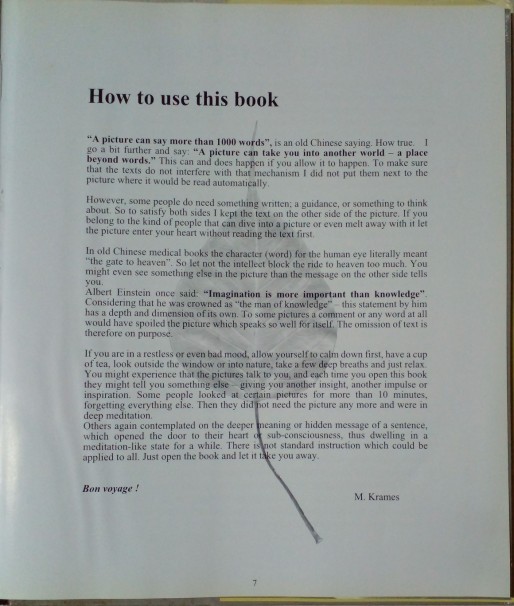 How to use this book
"A picture can say more than 1000 words", is an old Chinese saying. How true. I
go a bit further and say: "A picture can take you into another world – a place
beyond words." This can and does happen if you allow it to happen. To make sure
that the texts do not interfere with that mechanism I did not put them next to the
picture where it would be read automatically.
However, some people do need something written; a guidance, or something to think
about. So to satisfy both sides I kept the text on the other side of the picture. If you
belong to the kind of people that can dive into a picture or even melt away with it let
the picture enter your heart without reading the text first.
In old Chinese medical books the character (word) for the human eye literally meant
"the gate to heaven". So let not the intellect block the ride to heaven too much. You
might even see something else in the picture than the message on the other side tells
you.
Albert Einstein once said: "Imagination is more important than knowledge".
Considering that he was crowned as "the man of knowledge" – this statement by him
has a depth and dimension of its own. To some pictures a comment or any word at all
would have spoiled the picture which speaks so well for itself. The omission of text is
therefore on purpose.
If you are in a restless or even bad mood, allow yourself to calm down first, have a cup
of tea, look outside the window or into nature, take a few deep breaths and just relax.
You might experience that the pictures talk to you, and each time you open this book
they might tell you something else – giving you another insight, another impulse or
inspiration. Some people looked at certain pictures for more than 10 minutes,
forgetting everything else. Then they did not need the picture any more and were in
deep meditation.
Others again contemplated on the deeper meaning or hidden message of a sentence,
which opened the door to their heart or sub-consciousness, thus dwelling in a
meditation-like state for a while. There is not standard instruction which could be
applied to all. Just open the book and let it take you away.
Bon voyage !
M. Krames
7